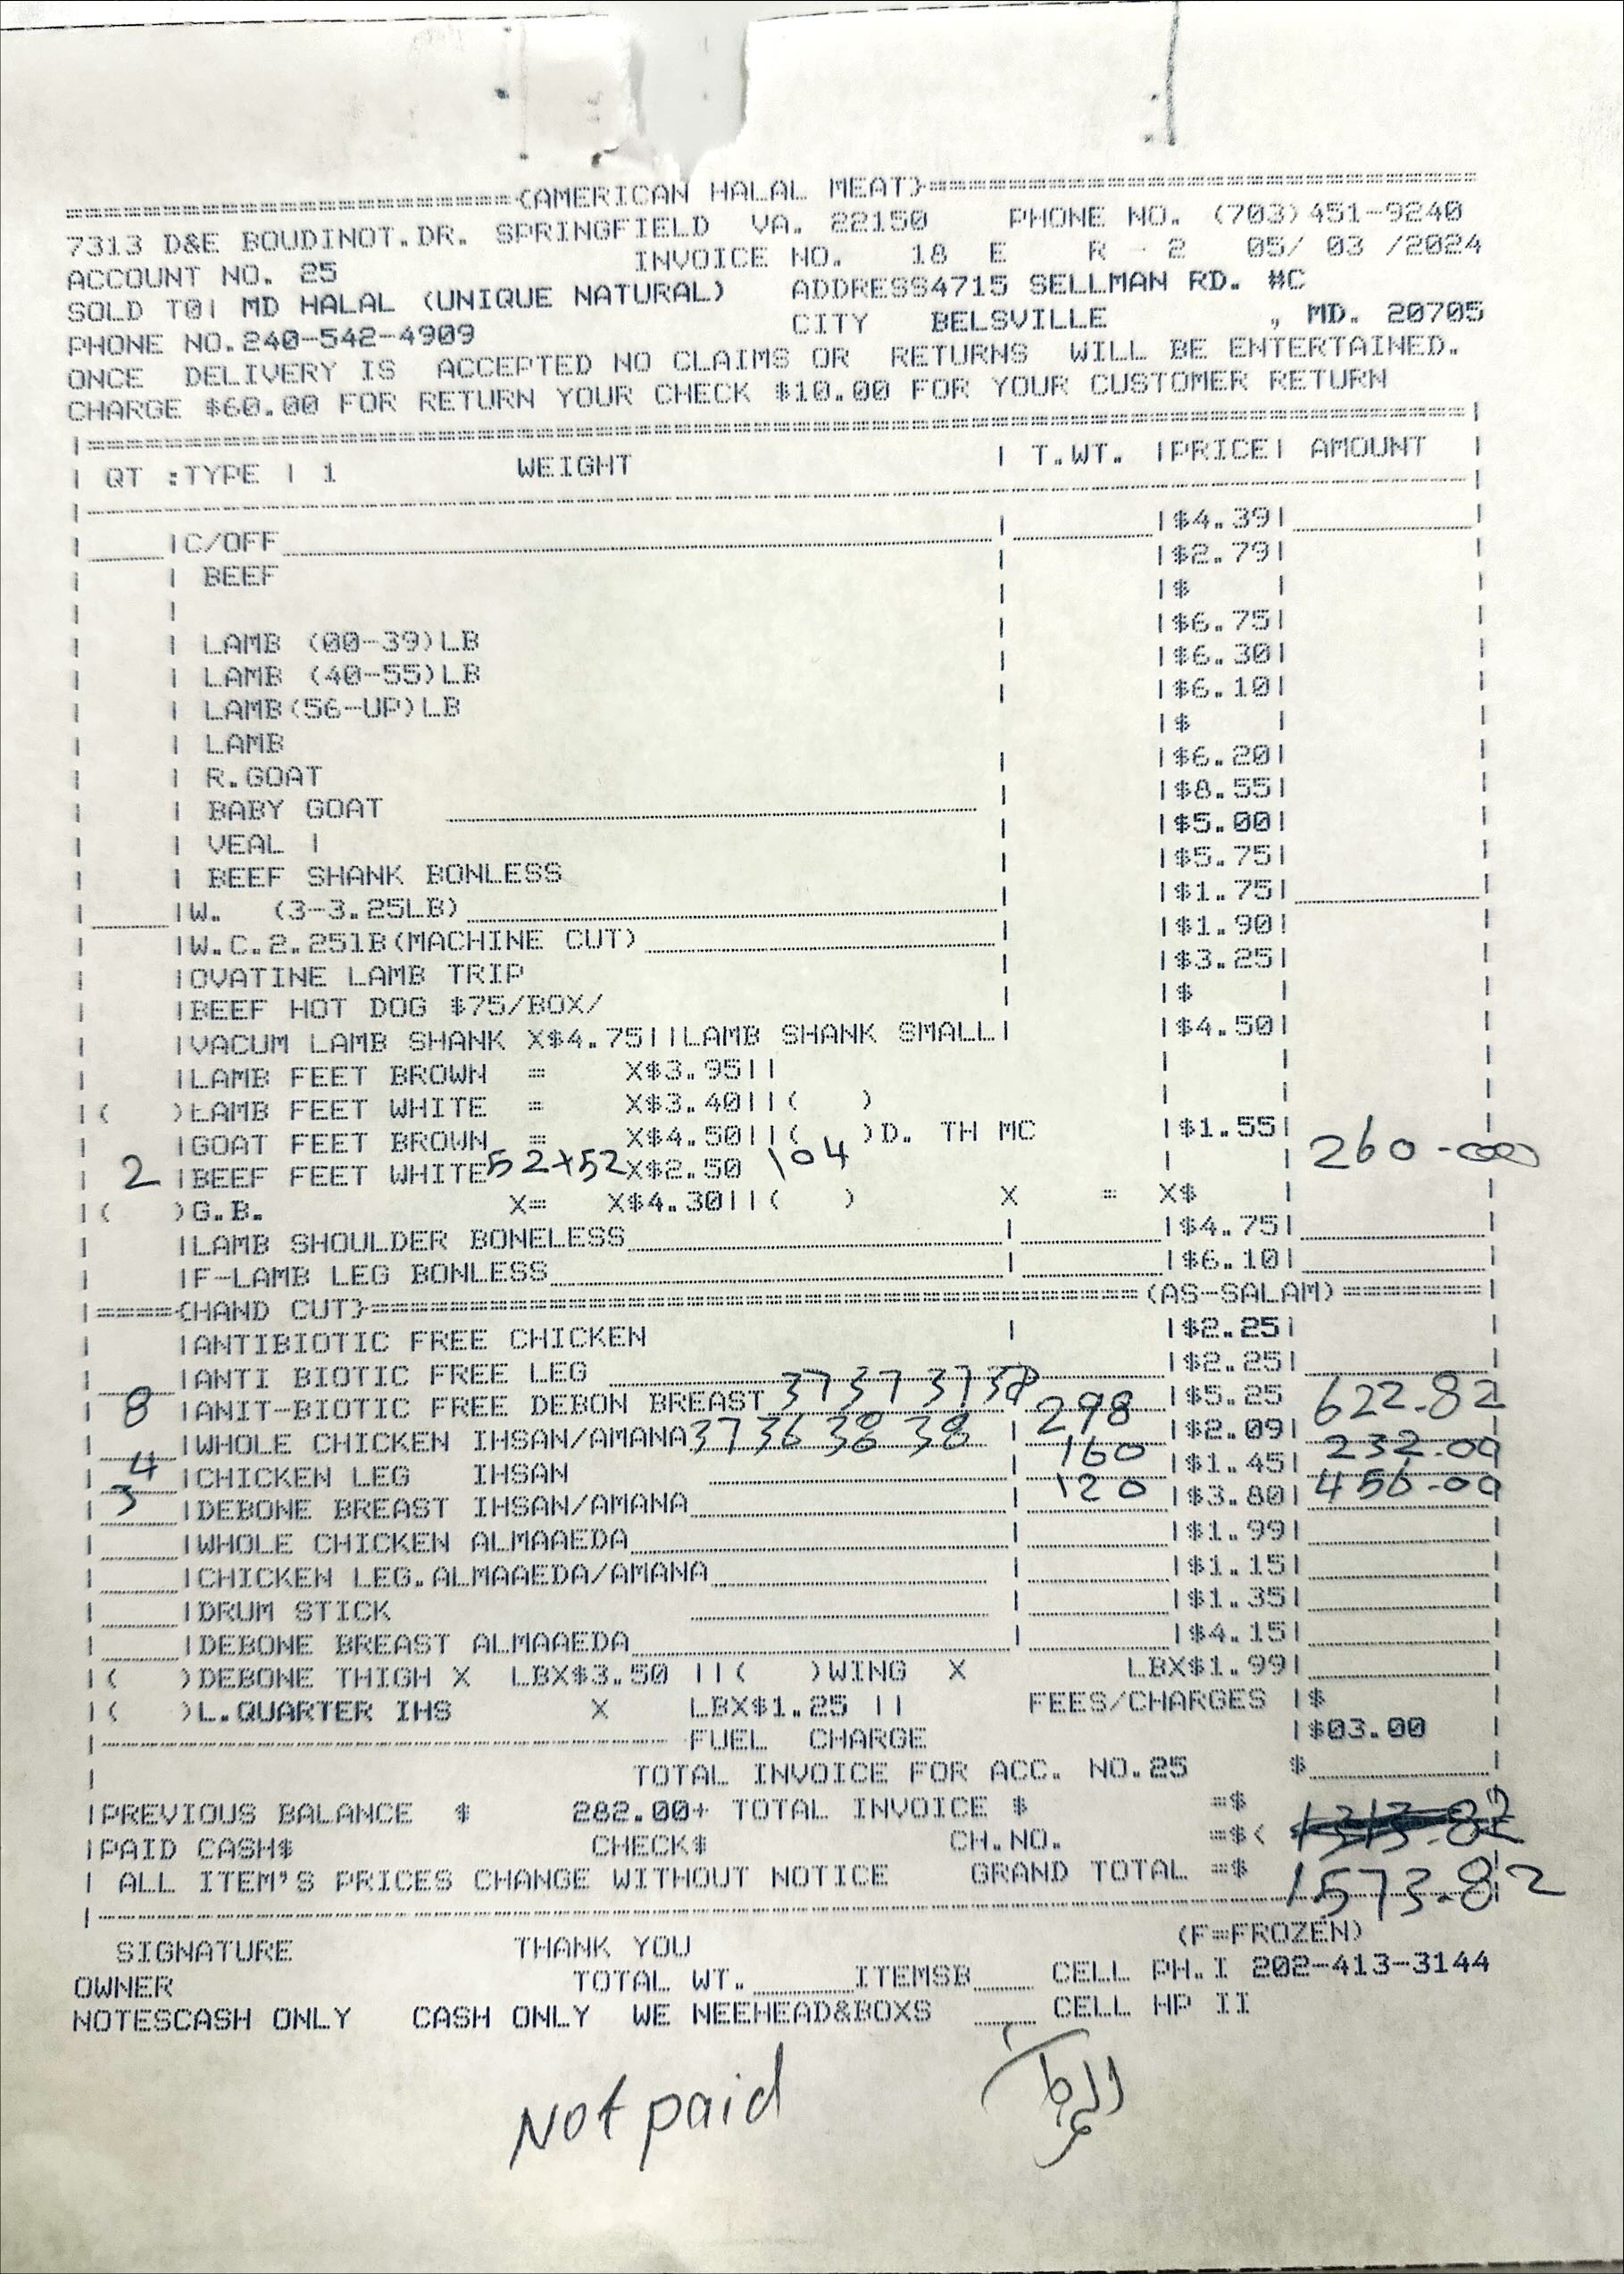 ==========================={AMERICAN HALAL MEAT}=================================
7313 D&E BOUDINOT.DR. SPRINGFIELD VA. 22150 PHONE NO. (703)451-9240
ACCOUNT NO. 25 INVOICE NO. 18 E R - 2 05/ 03 /2024
SOLD TO| MD HALAL (UNIQUE NATURAL) ADDRESS4715 SELLMAN RD. #C
PHONE NO.240-542-4909 CITY BELSVILLE , MD. 20705
ONCE DELIVERY IS ACCEPTED NO CLAIMS OR RETURNS WILL BE ENTERTAINED.
CHARGE $60.00 FOR RETURN YOUR CHECK $10.00 FOR YOUR CUSTOMER RETURN
| QT :TYPE | 1 WEIGHT | T.WT. |PRICE| AMOUNT |
|C/OFF |$4.39|
| BEEF |$2.79|
| |$ |
| LAMB (00-39)LB |$6.75|
| LAMB (40-55)LB |$6.30|
| LAMB(56-UP)LB |$6.10|
| LAMB |$ |
| R.GOAT |$6.20|
| BABY GOAT |$8.55|
| VEAL | |$5.00|
| BEEF SHANK BONLESS |$5.75|
|W. (3-3.25LB) |$1.75|
|W.C.2.251B(MACHINE CUT) |$1.90|
|OVATINE LAMB TRIP |$3.25|
|BEEF HOT DOG $75/BOX/ |$ |
|VACUM LAMB SHANK X$4.75||LAMB SHANK SMALL| |$4.50|
|LAMB FEET BROWN = X$3.95||
|( )LAMB FEET WHITE = X$3.40||( )
|GOAT FEET BROWN = X$4.50||( )D. TH MC |$1.55|
2 |BEEF FEET WHITE 52+52 X$2.50 104 260-00
|( )G.B. X= X$4.30||( ) X = X$ |
|LAMB SHOULDER BONELESS |$4.75|
|F-LAMB LEG BONLESS |$6.10|
|===={HAND CUT}==============================================(AS-SALAM)=======|
|ANTIBIOTIC FREE CHICKEN |$2.25|
|ANTI BIOTIC FREE LEG |$2.25|
8 |ANIT-BIOTIC FREE DEBON BREAST 37 37 37 38 |$5.25
|WHOLE CHICKEN IHSAN/AMANA 37 36 38 38 298 |$2.09| 622-82
4 |CHICKEN LEG IHSAN 160 |$1.45| 232-00
3 |DEBONE BREAST IHSAN/AMANA 120 |$3.80| 456-00
|WHOLE CHICKEN ALMAAEDA |$1.99|
|CHICKEN LEG.ALMAAEDA/AMANA |$1.15|
|DRUM STICK |$1.35|
|DEBONE BREAST ALMAAEDA |$4.15|
|( )DEBONE THIGH X LBX$3.50 ||( )WING X LBX$1.99|
|( )L.QUARTER IHS X LBX$1.25 || FEES/CHARGES |$ |
FUEL CHARGE |$03.00 |
TOTAL INVOICE FOR ACC. NO.25 $
|PREVIOUS BALANCE $ 282.00+ TOTAL INVOICE $ =$
|PAID CASH$ CHECK$ CH.NO. =$< 1313-82
| ALL ITEM'S PRICES CHANGE WITHOUT NOTICE GRAND TOTAL =$ 1573-82
(F=FROZEN)
SIGNATURE THANK YOU
OWNER TOTAL WT. ITEMSB CELL PH.I 202-413-3144
NOTESCASH ONLY CASH ONLY WE NEEHEAD&BOXS CELL HP II
Not paid